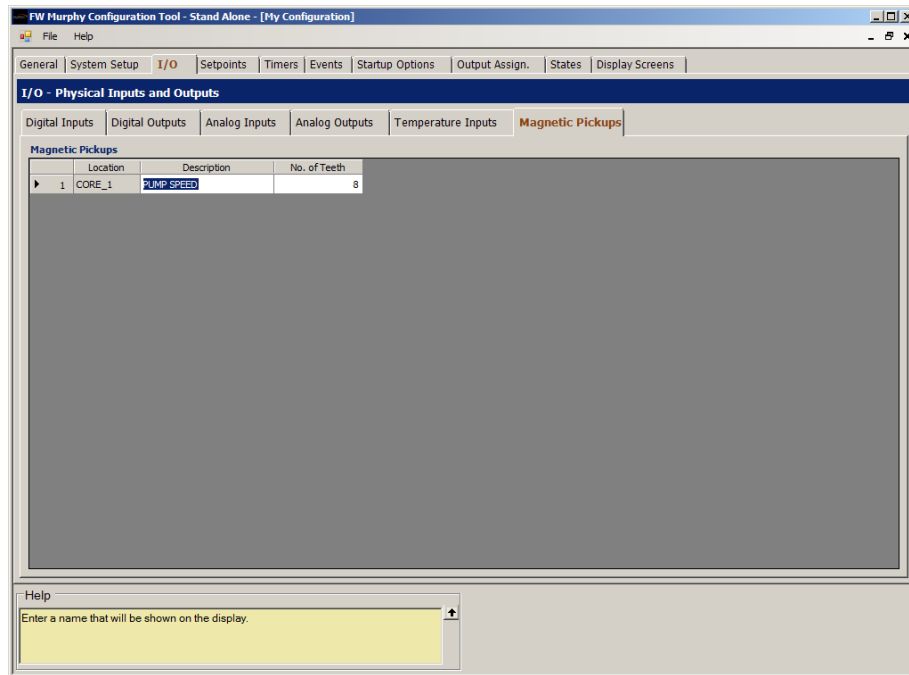 FW Murphy Configuration Tool - Stand Alone - [My Configuration]
File Help
General System Setup I/O Setpoints Timers Events Startup Options Output Assign. States Display Screens
I/O - Physical Inputs and Outputs
Digital Inputs Digital Outputs Analog Inputs Analog Outputs Temperature Inputs Magnetic Pickups
Magnetic Pickups
Location Description No. of Teeth
1 CORE_1 PUMP SPEED 8
Help
Enter a name that will be shown on the display.